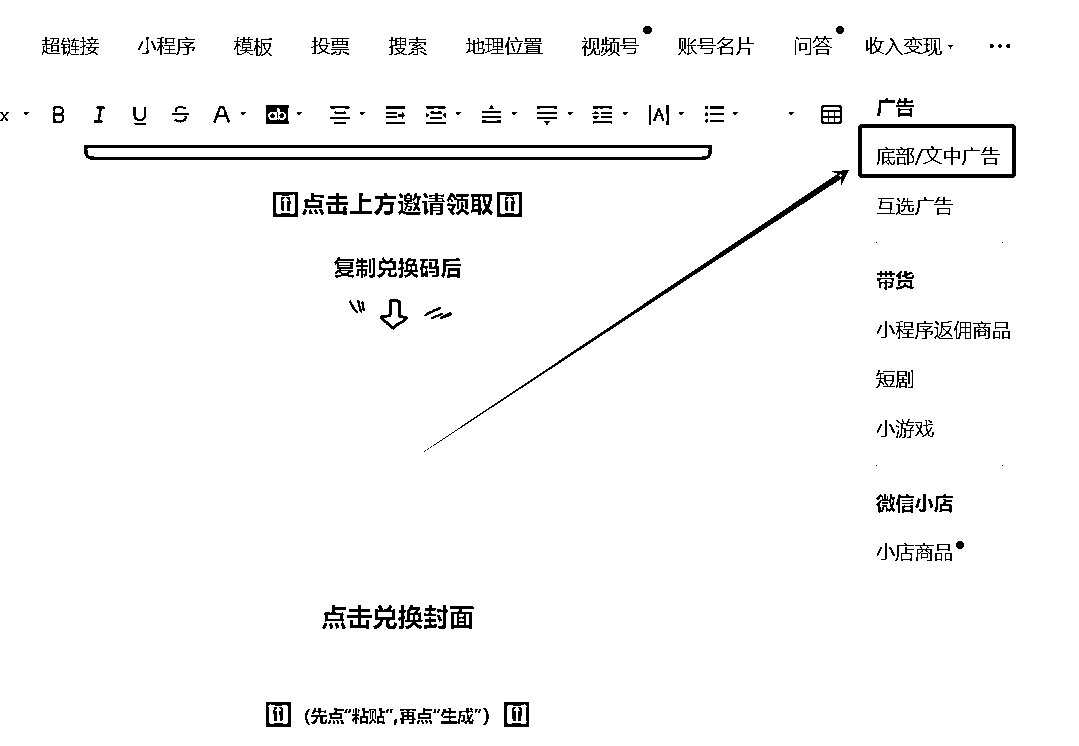 超链接 小程序 模板 投票 搜索 地理位置 视频号 账号名片 问答 收入变现 ···
x B I U S A ab |A|
广告
底部/文中广告
互选广告
带货
小程序返佣商品
短剧
小游戏
微信小店
小店商品
点击上方邀请领取
复制兑换码后
点击兑换封面
(先点“粘贴”,再点“生成”)